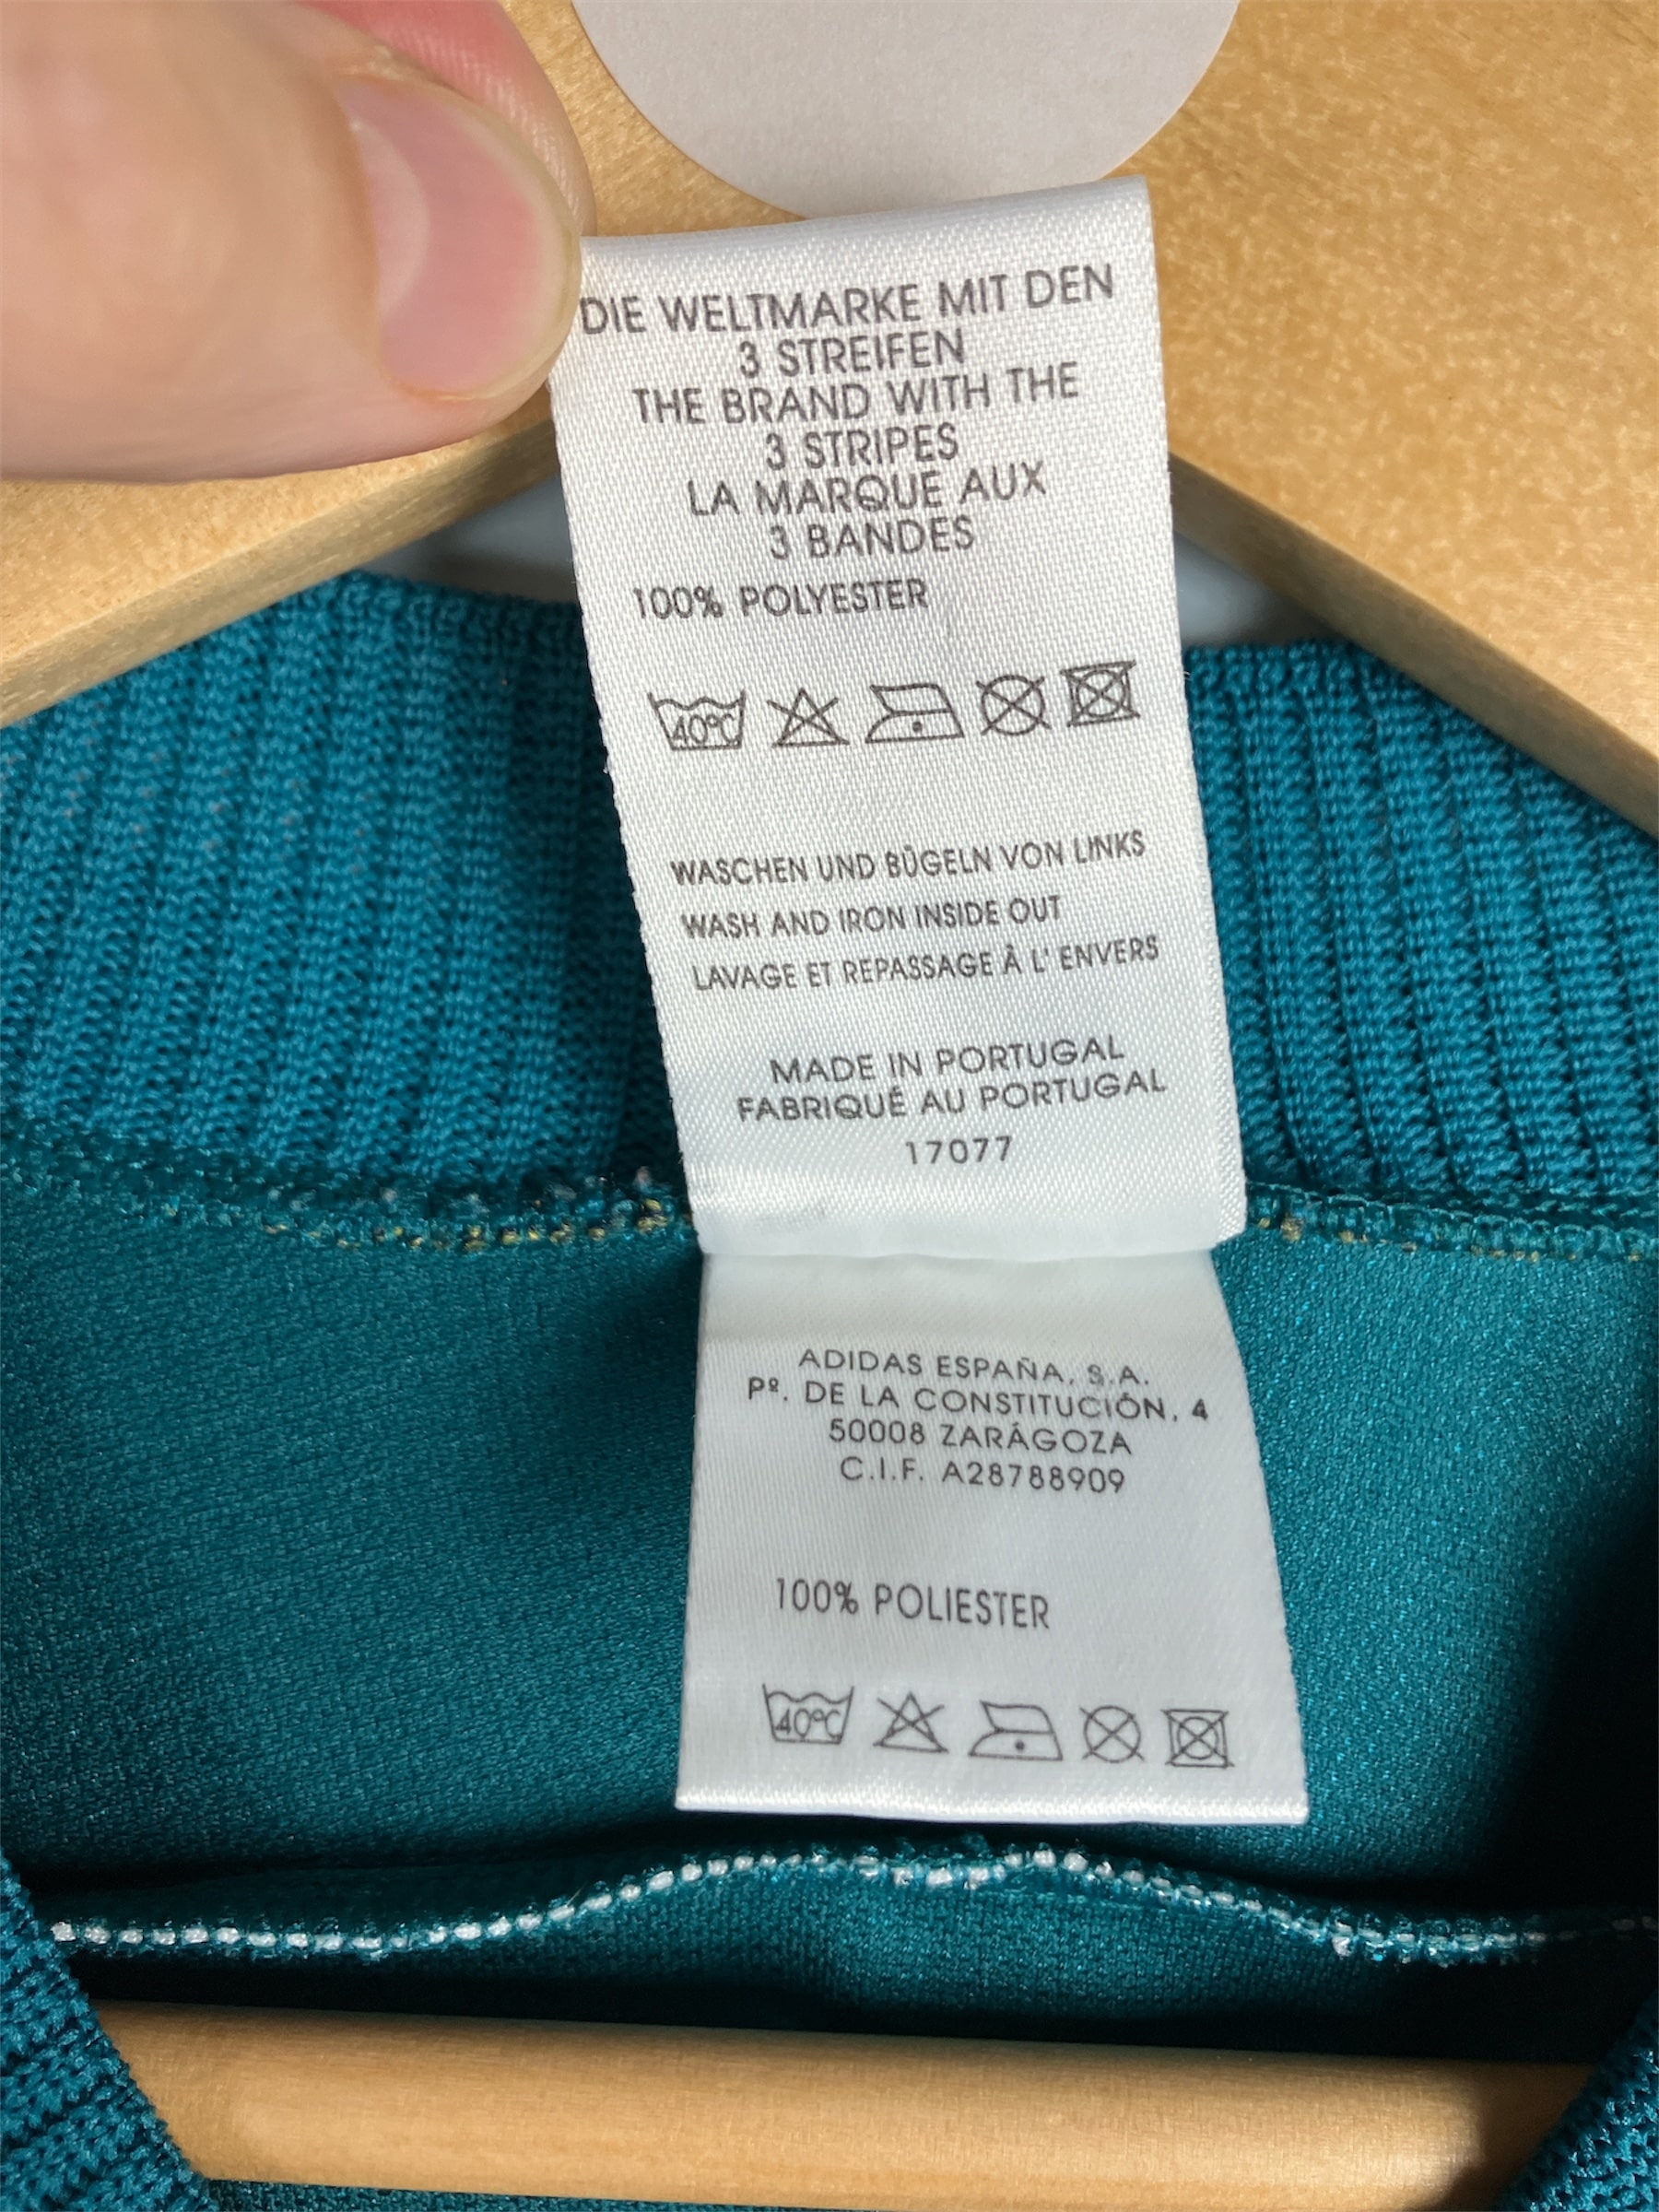 DIE WELTMARKE MIT DEN
3 STREIFEN
THE BRAND WITH THE
3 STRIPES
LA MARQUE AUX
3 BANDES
100% POLYESTER
40°C
WASCHEN UND BÜGELN VON LINKS
WASH AND IRON INSIDE OUT
LAVAGE ET REPASSAGE À L' ENVERS
MADE IN PORTUGAL
FABRIQUÉ AU PORTUGAL
17077
ADIDAS ESPAÑA, S.A.
Pº. DE LA CONSTITUCIÓN, 4
50008 ZARÁGOZA
C.I.F. A28788909
100% POLIESTER
40°C